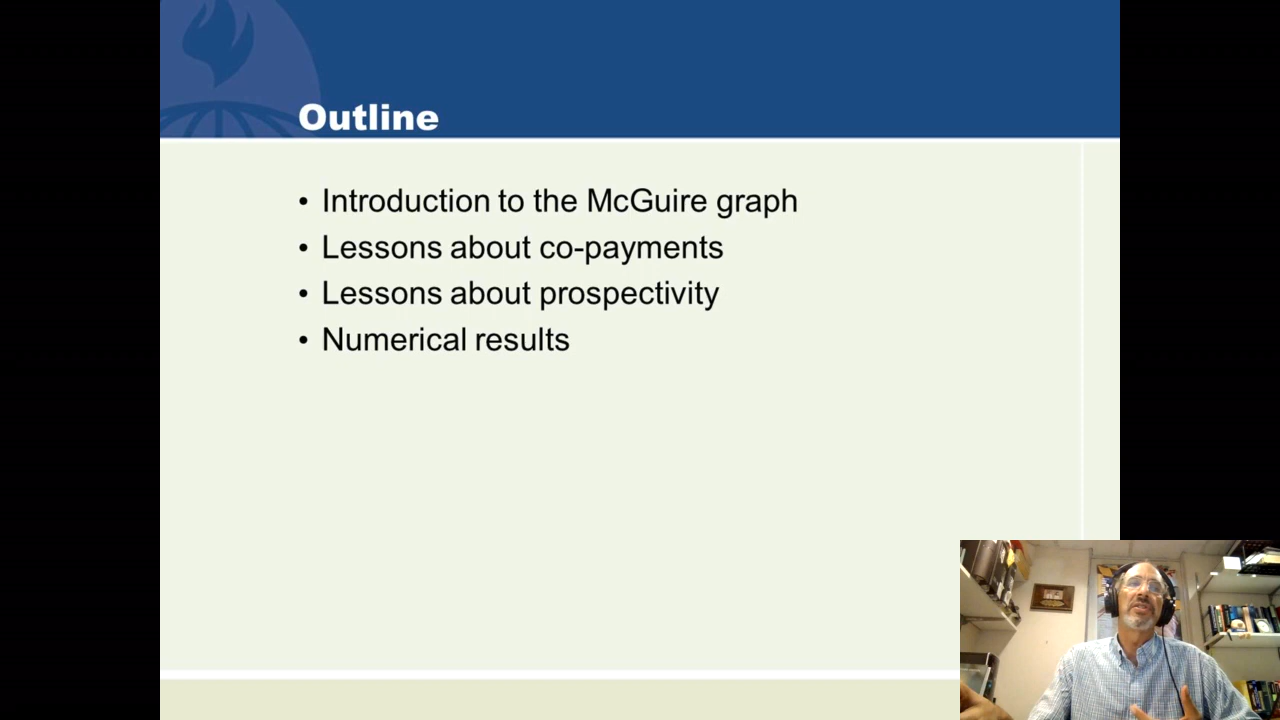 Outline
• Introduction to the McGuire graph
• Lessons about co-payments
• Lessons about prospectivity
• Numerical results